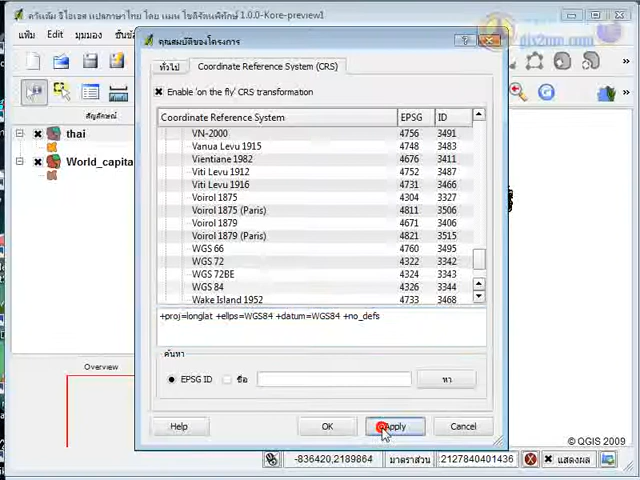 ควันตั้ม จีไอเอส แปลภาษาไทย โดย
1.0.0-Kore-preview1
gis2me.com
แฟ้ม Edit มุมมอง
คุณสมบัติของโครงการ
ทั่วไป Coordinate Reference System (CRS)
Enable 'on the fly' CRS transformation
สัญลักษณ์
thai
World_capita
Coordinate Reference System EPSG ID
VN-2000 4756 3491
Vanua Levu 1915 4748 3483
Vientiane 1982 4676 3411
Viti Levu 1912 4752 3487
Viti Levu 1916 4731 3466
Voirol 1875 4304 3327
Voirol 1875 (Paris) 4811 3506
Voirol 1879 4671 3406
Voirol 1879 (Paris) 4821 3515
WGS 66 4760 3495
WGS 72 4322 3342
WGS 72BE 4324 3343
WGS 84 4326 3344
Wake Island 1952 4733 3468
+proj=longlat +ellps=WGS84 +datum=WGS84 +no_defs
ค้นหา
EPSG ID ชื่อ หา
Overview
Help OK Apply Cancel
© QGIS 2009
-836420,2189864 มาตราส่วน 2127840401436 แสดงผล